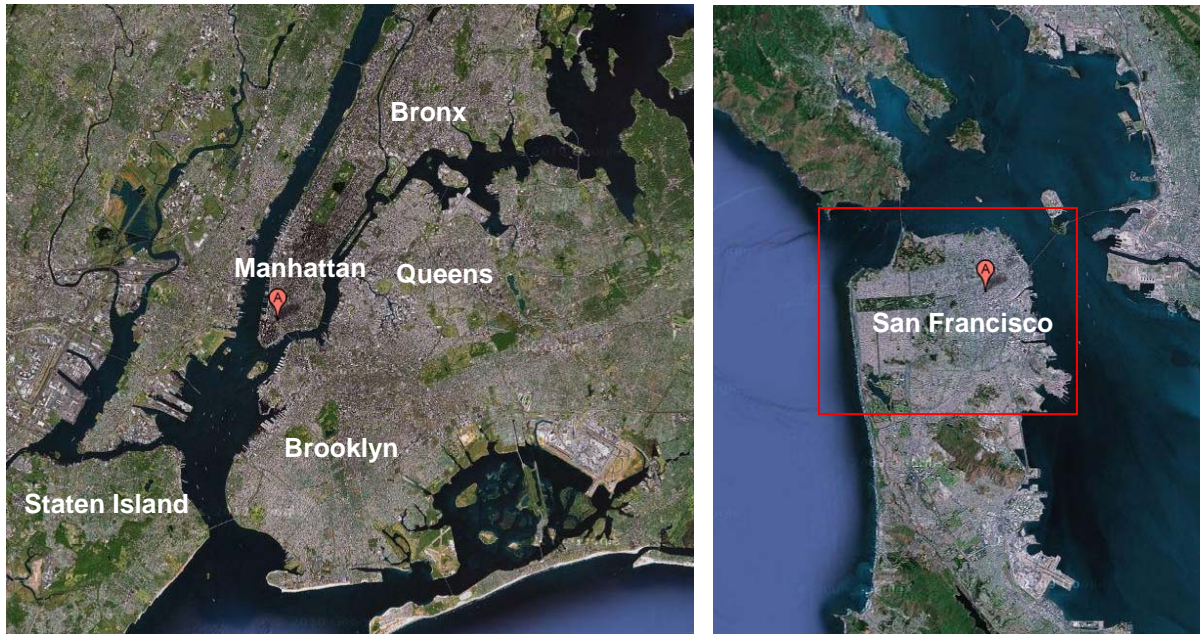 Bronx
Manhattan
Queens
A
Brooklyn
Staten Island
A
San Francisco